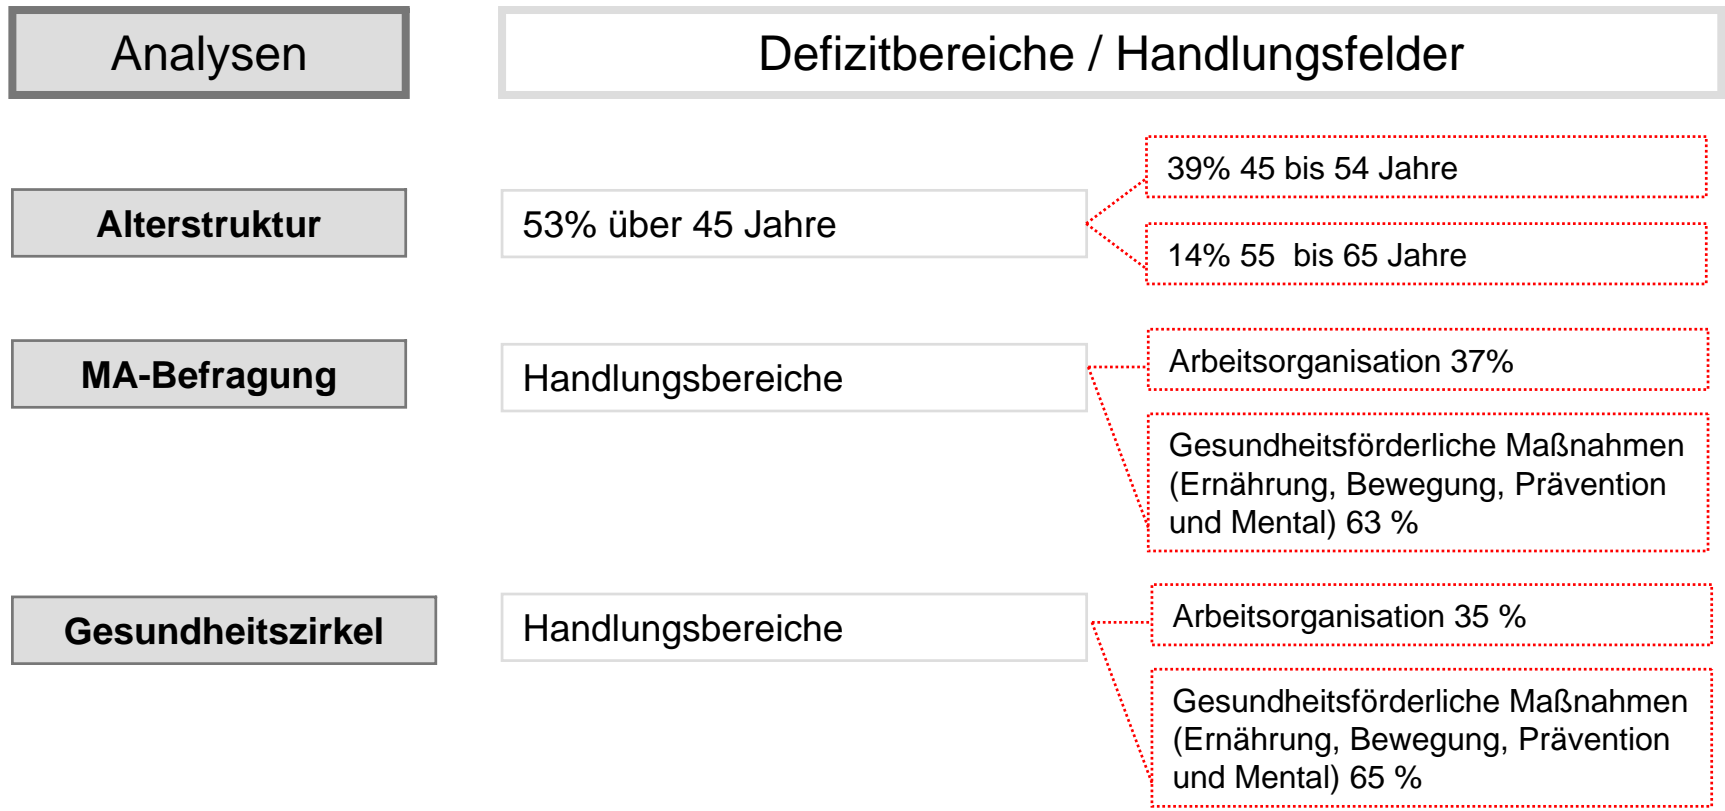 Analysen
Defizitbereiche / Handlungsfelder
Alterstruktur
53% über 45 Jahre
39% 45 bis 54 Jahre
14% 55  bis 65 Jahre
MA-Befragung
Handlungsbereiche
Arbeitsorganisation 37%
Gesundheitsförderliche Maßnahmen
(Ernährung, Bewegung, Prävention
und Mental) 63 %
Gesundheitszirkel
Handlungsbereiche
Arbeitsorganisation 35 %
Gesundheitsförderliche Maßnahmen
(Ernährung, Bewegung, Prävention
und Mental) 65 %